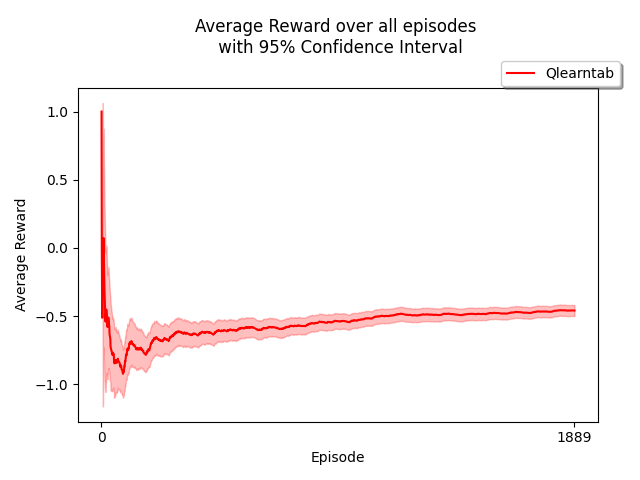 Average Reward over all episodes
with 95% Confidence Interval
Qlearntab
1.0
0.5
0.0
−0.5
−1.0
Average Reward
0
1889
Episode